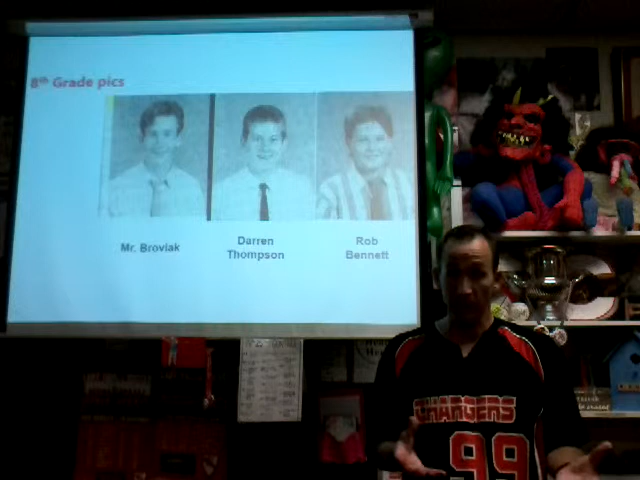 8th Grade pics
Mr. Broviak
Darren
Thompson
Rob
Bennett
CHARGERS
99